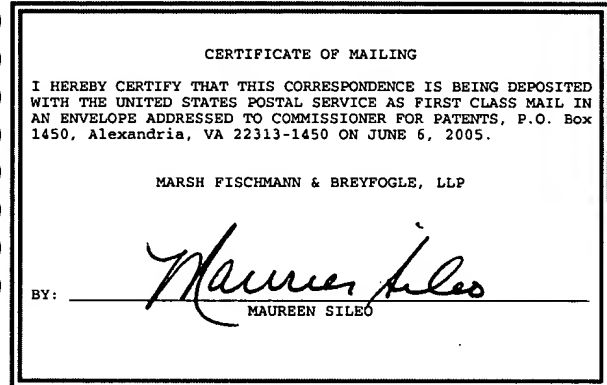 CERTIFICATE OF MAILING
I HEREBY CERTIFY THAT THIS CORRESPONDENCE IS BEING DEPOSITED
WITH THE UNITED STATES POSTAL SERVICE AS FIRST CLASS MAIL IN
AN ENVELOPE ADDRESSED TO COMMISSIONER FOR PATENTS, P.O. Box
1450, Alexandria, VA 22313-1450 ON JUNE 6, 2005.
MARSH FISCHMANN & BREYFOGLE, LLP
Maureen Sileo
BY:
MAUREEN SILEO